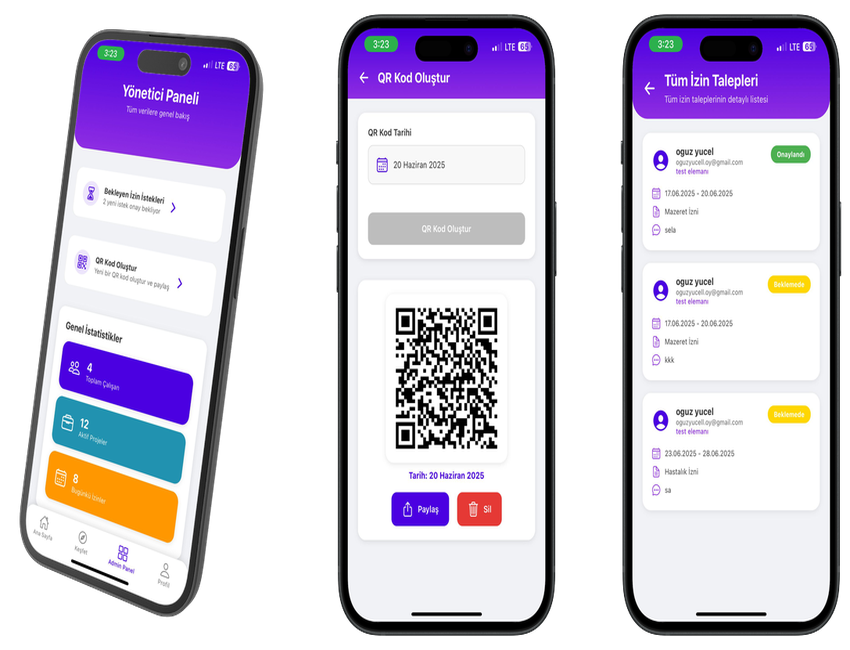 3:23
LTE 66
Yönetici Paneli
Tüm verilere genel bakış
Bekleyen İzin İstekleri
2 yeni istek onay bekliyor
QR Kod Oluştur
Yeni bir QR kod oluştur ve paylaş
Genel İstatistikler
4
Toplam Çalışan
12
Aktif Projeler
8
Bugünkü İzinler
Ana Sayfa
Keşfet
Admin Panel
Profil
3:23
LTE 66
QR Kod Oluştur
QR Kod Tarihi
20 Haziran 2025
QR Kod Oluştur
Tarih: 20 Haziran 2025
Paylaş
Sil
3:23
LTE 66
Tüm İzin Talepleri
Tüm izin taleplerinin detaylı listesi
oguz yucel
Onaylandı
oguzyucell.oy@gmail.com
test elemanı
17.06.2025 - 20.06.2025
Mazeret İzni
sela
oguz yucel
Beklemede
oguzyucell.oy@gmail.com
test elemanı
17.06.2025 - 20.06.2025
Mazeret İzni
kkk
oguz yucel
Beklemede
oguzyucell.oy@gmail.com
test elemanı
23.06.2025 - 28.06.2025
Hastalık İzni
sa